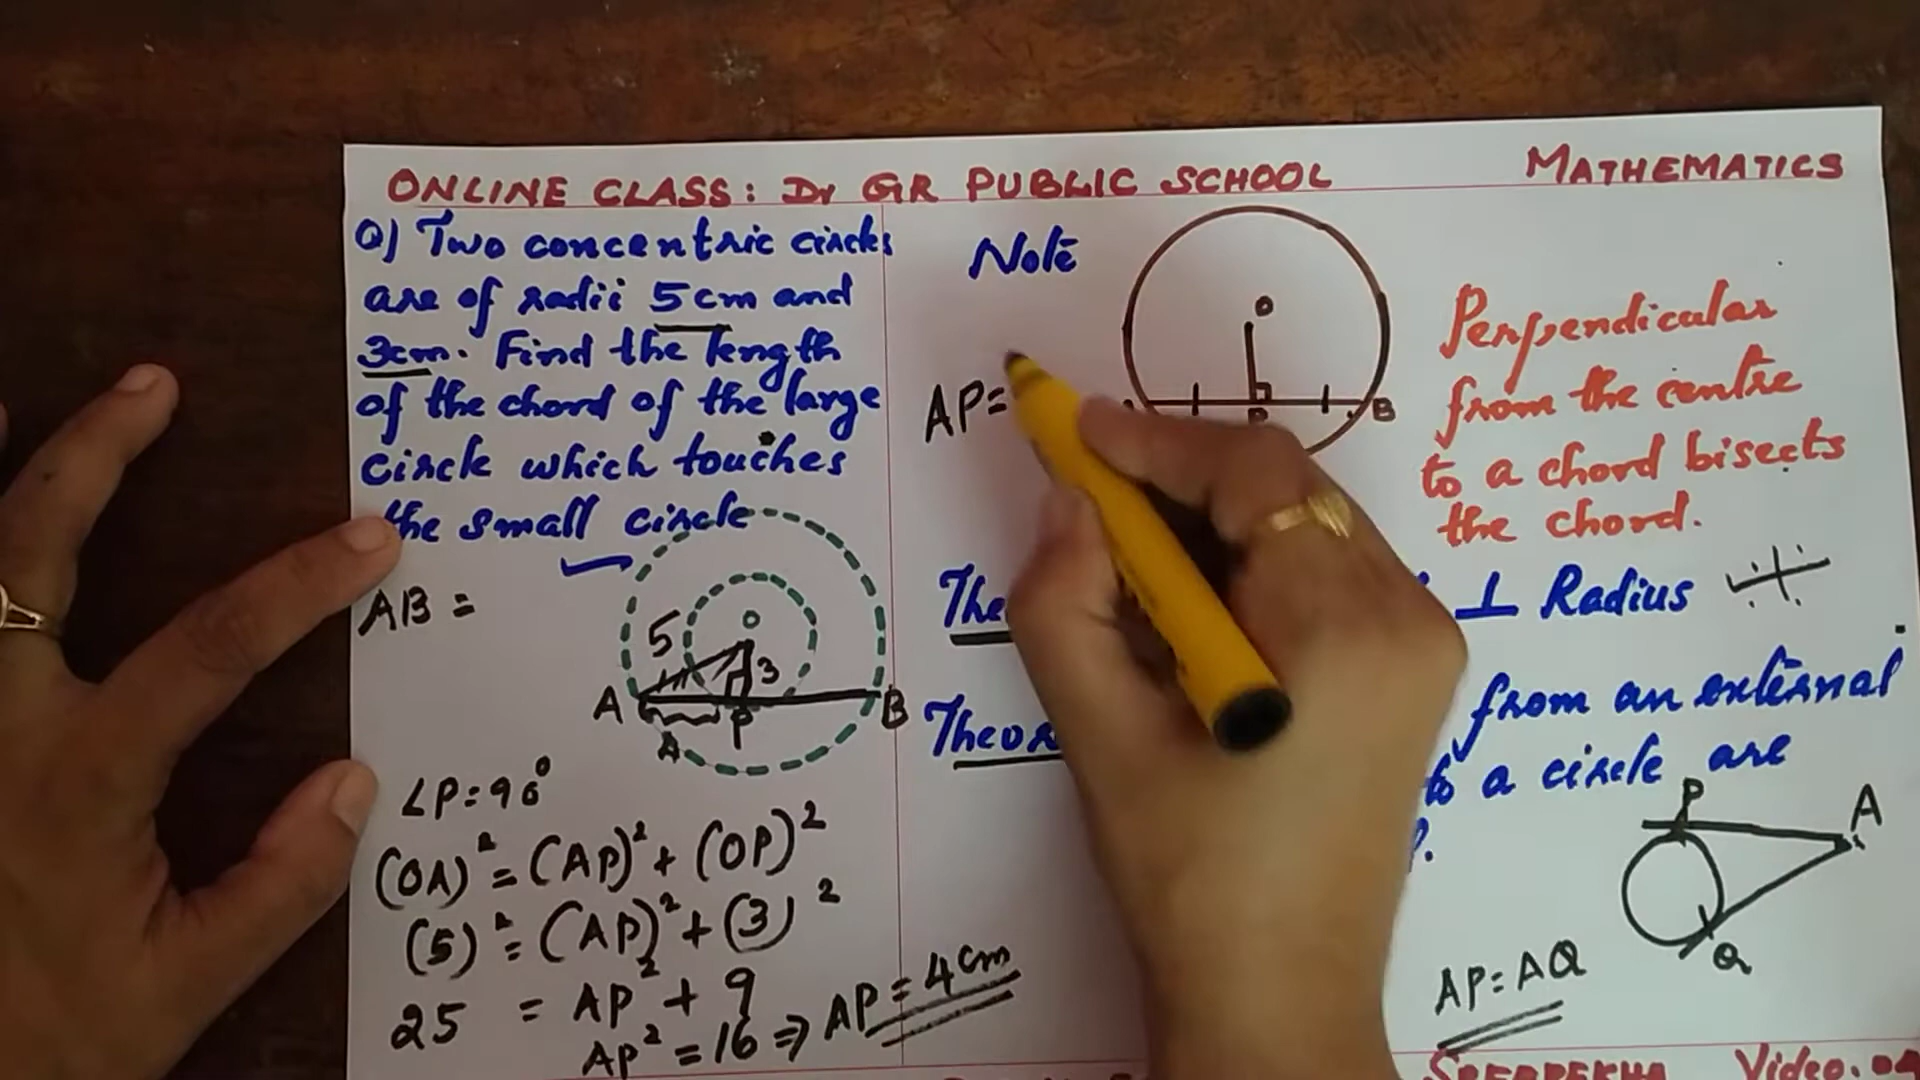 ONLINE CLASS: Dr GR PUBLIC SCHOOL MATHEMATICS
Q) Two concentric circles
are of radii 5cm and
3cm. Find the length
of the chord of the large
circle which touches
the small circle
AB =
O
5
3
A
P
B
A
∠P=90°
(OA)² = (AP)² + (OP)²
(5)² = (AP)² + (3)²
25 = AP² + 9
AP² = 16 ⇒ AP = 4cm
Note
O
B
AP=
Perpendicular
from the centre
to a chord bisects
the chord.
⊥ Radius
from an external
to a circle are
P
A
Q
AP=AQ
Video.